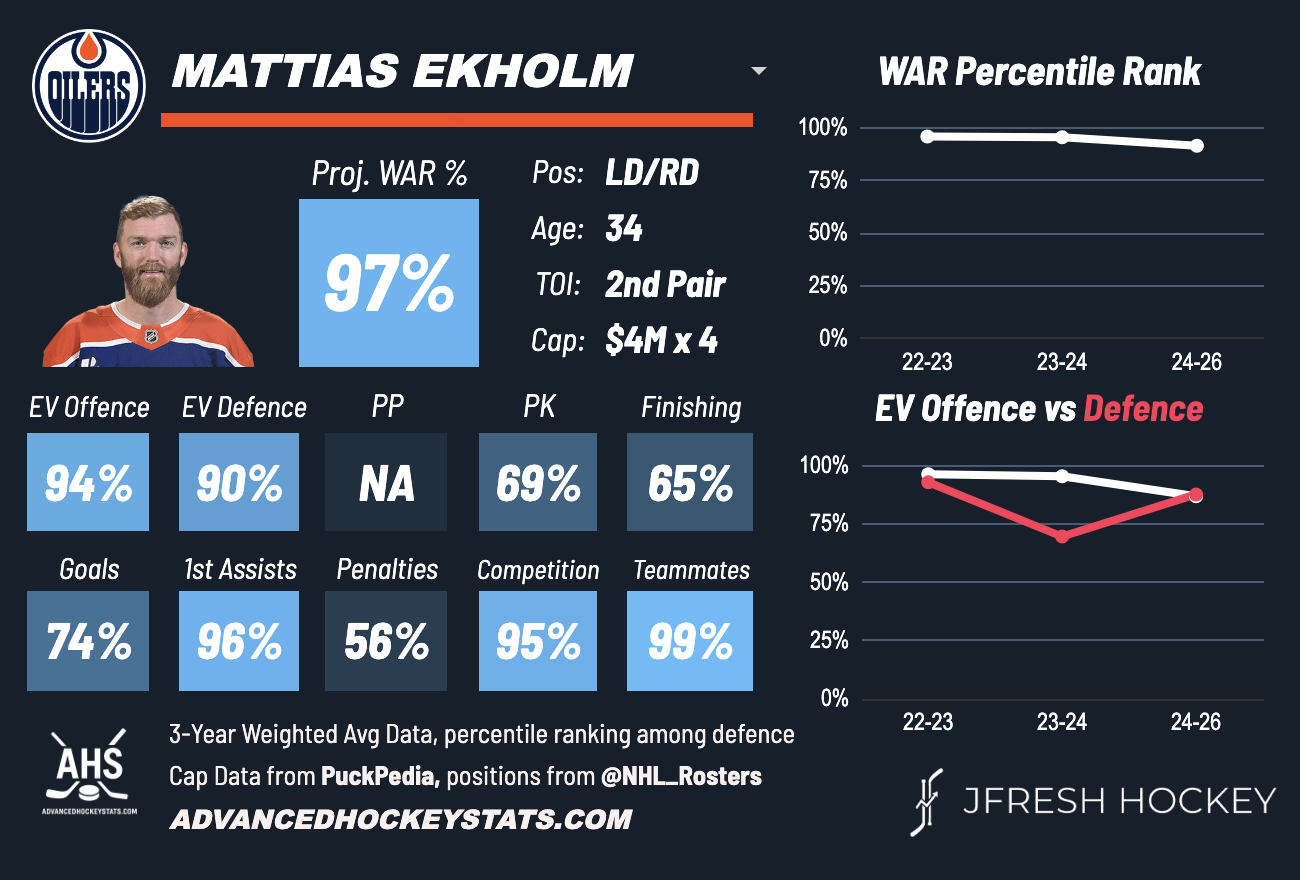 OILERS
MATTIAS EKHOLM
Proj. WAR %
97%
Pos: LD/RD
Age: 34
TOI: 2nd Pair
Cap: $4M x 4
EV Offence EV Defence PP PK Finishing
94% 90% NA 69% 65%
Goals 1st Assists Penalties Competition Teammates
74% 96% 56% 95% 99%
WAR Percentile Rank
100%
75%
50%
25%
0%
22-23 23-24 24-26
EV Offence vs Defence
100%
75%
50%
25%
0%
22-23 23-24 24-26
AHS
ADVANCEDHOCKEYSTATS.COM
3-Year Weighted Avg Data, percentile ranking among defence
Cap Data from PuckPedia, positions from @NHL_Rosters
ADVANCEDHOCKEYSTATS.COM
JFRESH HOCKEY